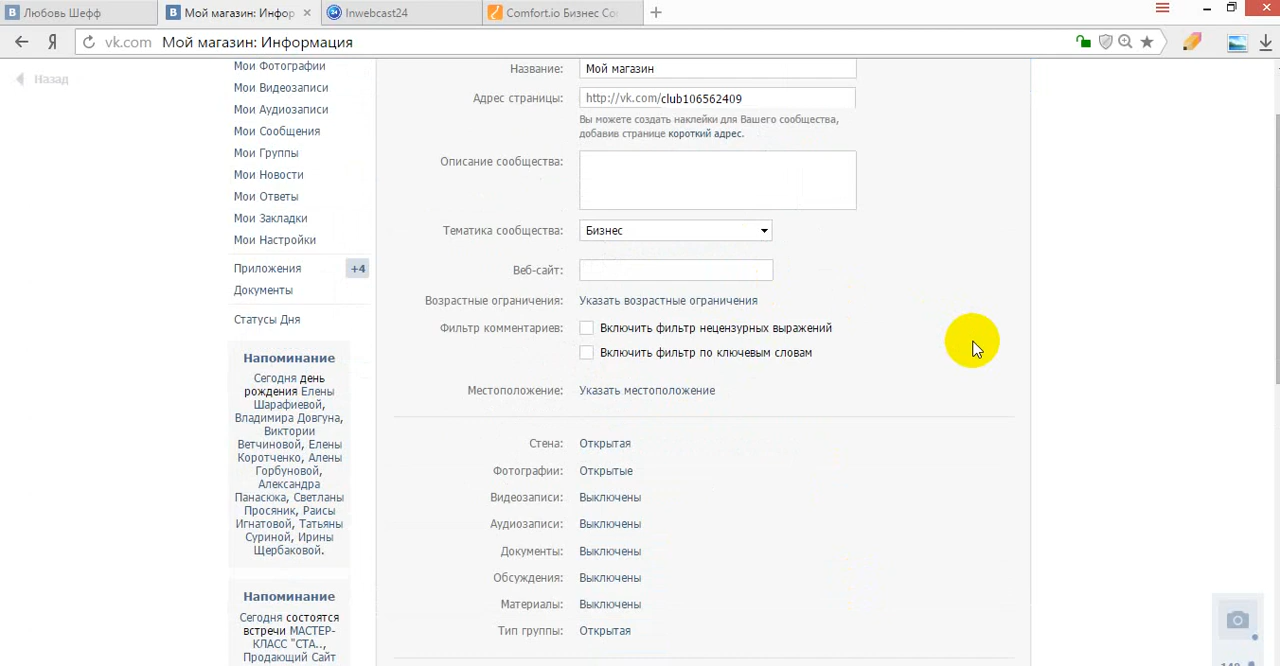 Любовь Шефф
Мой магазин: Инфор
Inwebcast24
Comfort.io Бизнес Со
vk.com Мой магазин: Информация
Назад
Мои Фотографии
Мои Видеозаписи
Мои Аудиозаписи
Мои Сообщения
Мои Группы
Мои Новости
Мои Ответы
Мои Закладки
Мои Настройки
Приложения +4
Документы
Статусы Дня
Напоминание
Сегодня день
рождения Елены
Шарафиевой,
Владимира Довгуна,
Виктории
Ветчиновой, Елены
Коротченко, Алены
Горбуновой,
Александра
Панасюка, Светланы
Просяник, Раисы
Игнатовой, Татьяны
Суриной, Ирины
Щербаковой.
Напоминание
Сегодня состоятся
встречи МАСТЕР-
КЛАСС "СТА..,
Продающий Сайт
Название: Мой магазин
Адрес страницы: http://vk.com/club106562409
Вы можете создать наклейки для Вашего сообщества,
добавив странице короткий адрес.
Описание сообщества:
Тематика сообщества: Бизнес
Веб-сайт:
Возрастные ограничения: Указать возрастные ограничения
Фильтр комментариев: Включить фильтр нецензурных выражений
Включить фильтр по ключевым словам
Местоположение: Указать местоположение
Стена: Открытая
Фотографии: Открытые
Видеозаписи: Выключены
Аудиозаписи: Выключены
Документы: Выключены
Обсуждения: Выключены
Материалы: Выключены
Тип группы: Открытая